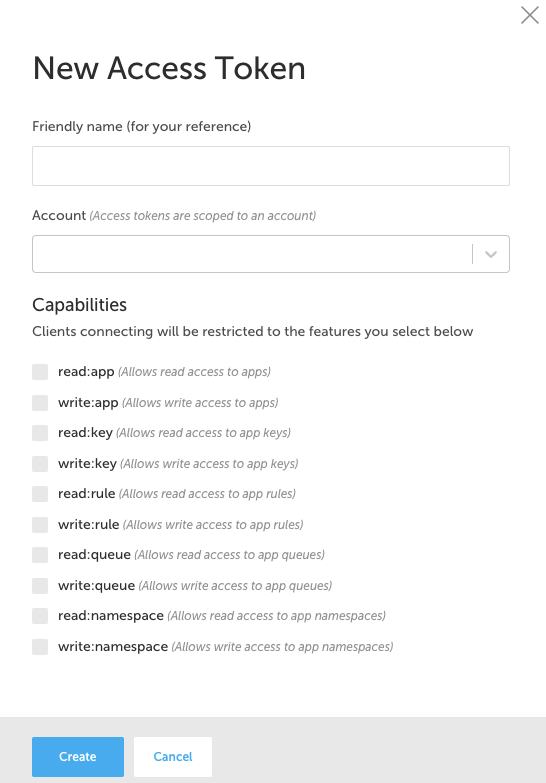 New Access Token
Friendly name (for your reference)
Account (Access tokens are scoped to an account)
Capabilities
Clients connecting will be restricted to the features you select below
read:app (Allows read access to apps)
write:app (Allows write access to apps)
read:key (Allows read access to app keys)
write:key (Allows write access to app keys)
read:rule (Allows read access to app rules)
write:rule (Allows write access to app rules)
read:queue (Allows read access to app queues)
write:queue (Allows write access to app queues)
read:namespace (Allows read access to app namespaces)
write:namespace (Allows write access to app namespaces)
Create Cancel